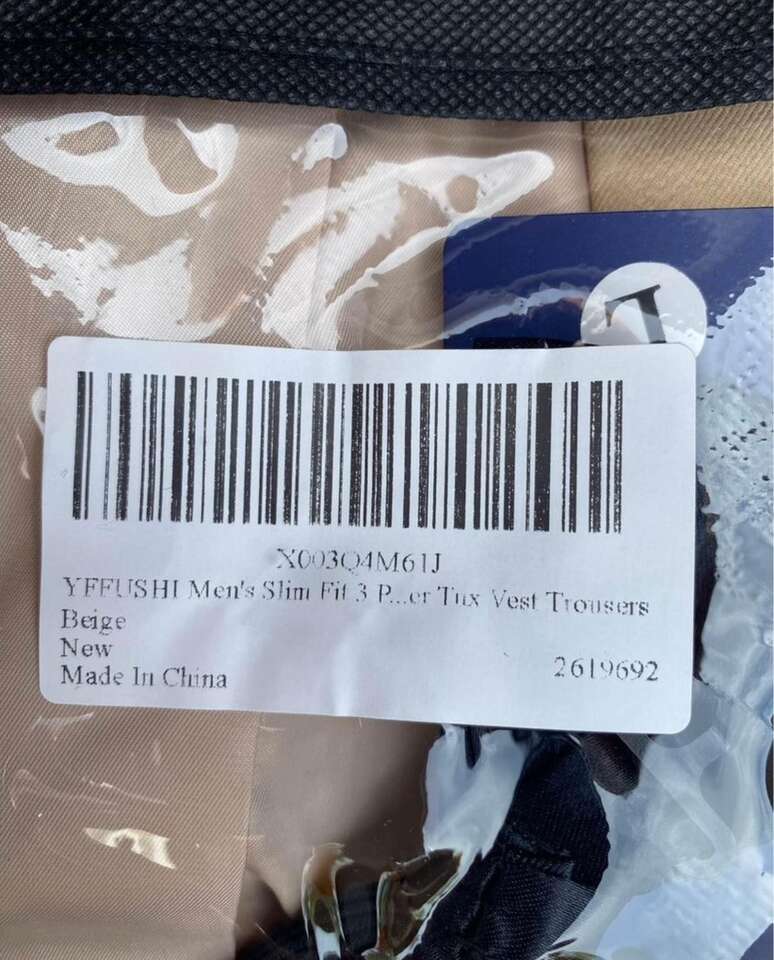 L
X003Q4M61J
YFFUSHI Men's Slim Fit 3 P...er Tux Vest Trousers
Beige
New
Made In China
2619692